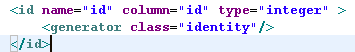 <id name="id" column="id" type="integer" >
<generator class="identity"/>
</id>